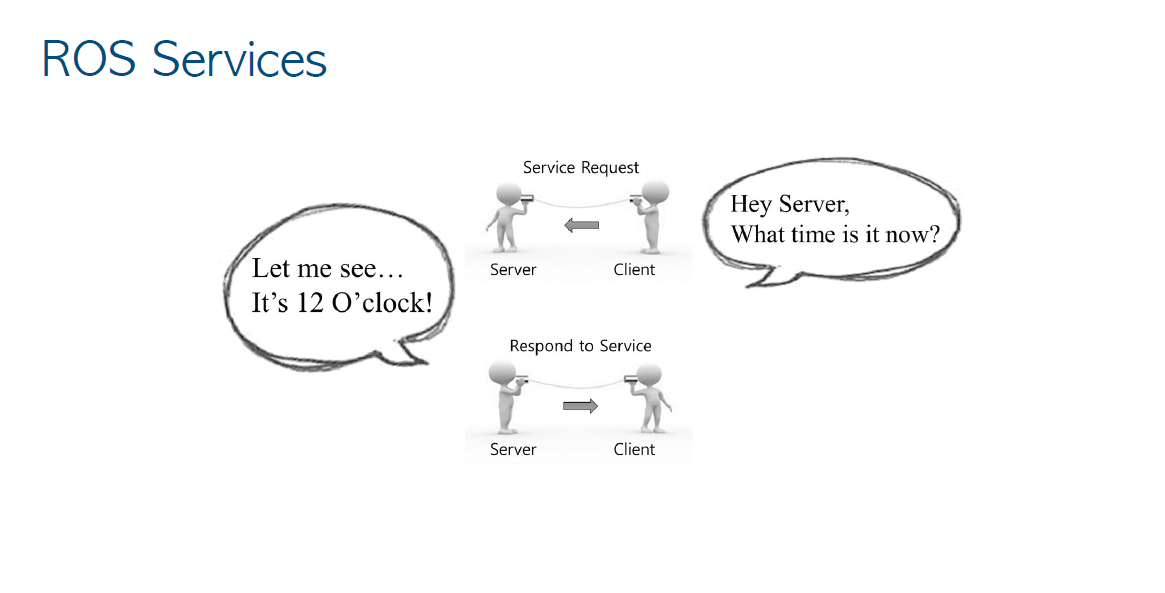 ROS Services
Service Request
Hey Server,
What time is it now?
Server
Client
Let me see…
It’s 12 O’clock!
Respond to Service
Server
Client